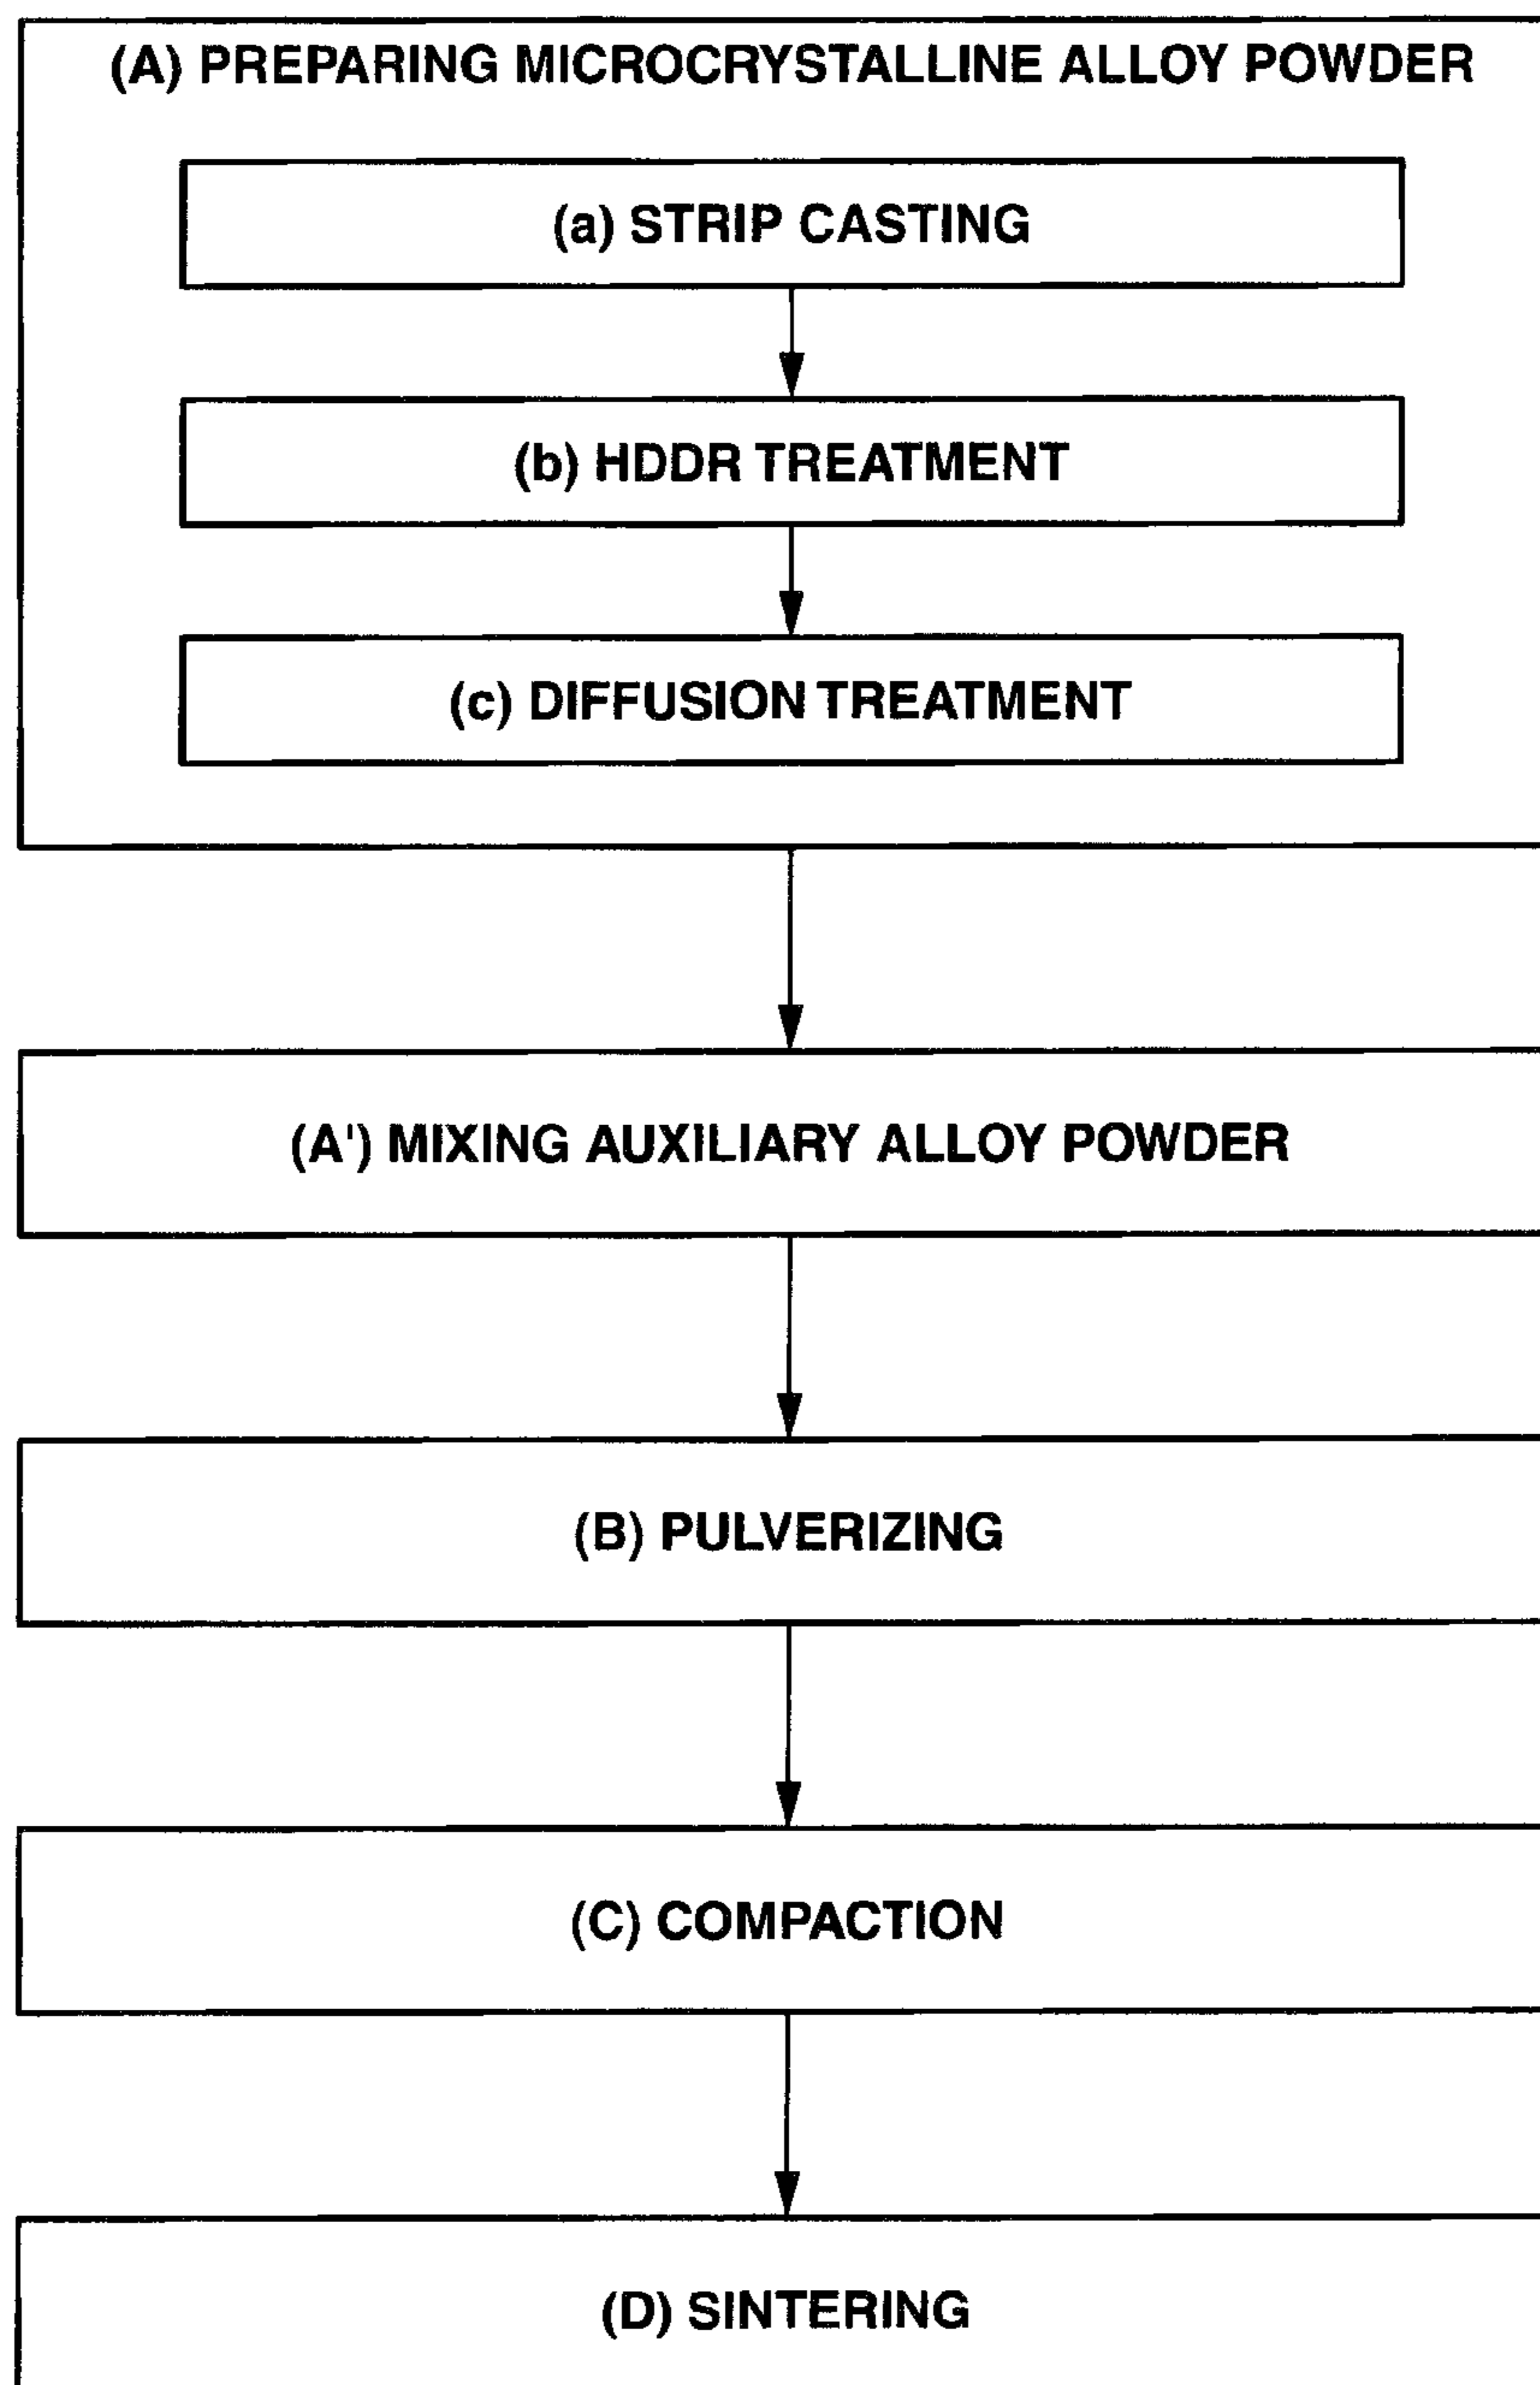 (A) PREPARING MICROCRYSTALLINE ALLOY POWDER
(a) STRIP CASTING
(b) HDDR TREATMENT
(c) DIFFUSION TREATMENT
(A') MIXING AUXILIARY ALLOY POWDER
(B) PULVERIZING
(C) COMPACTION
(D) SINTERING